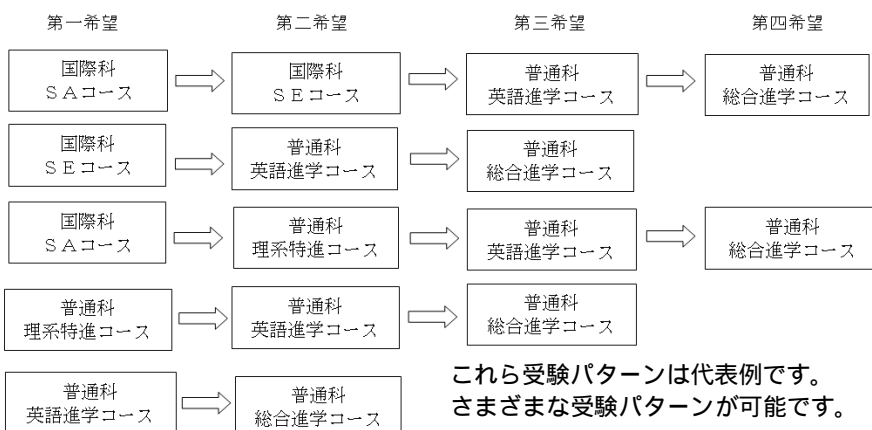 第一希望 第二希望 第三希望 第四希望
国際科 国際科 普通科 普通科
ＳＡコース ＳＥコース 英語進学コース 総合進学コース
国際科 普通科 普通科
ＳＥコース 英語進学コース 総合進学コース
国際科 普通科 普通科 普通科
ＳＡコース 理系特進コース 英語進学コース 総合進学コース
普通科 普通科 普通科
理系特進コース 英語進学コース 総合進学コース
普通科 普通科
英語進学コース 総合進学コース
これら受験パターンは代表例です。
さまざまな受験パターンが可能です。